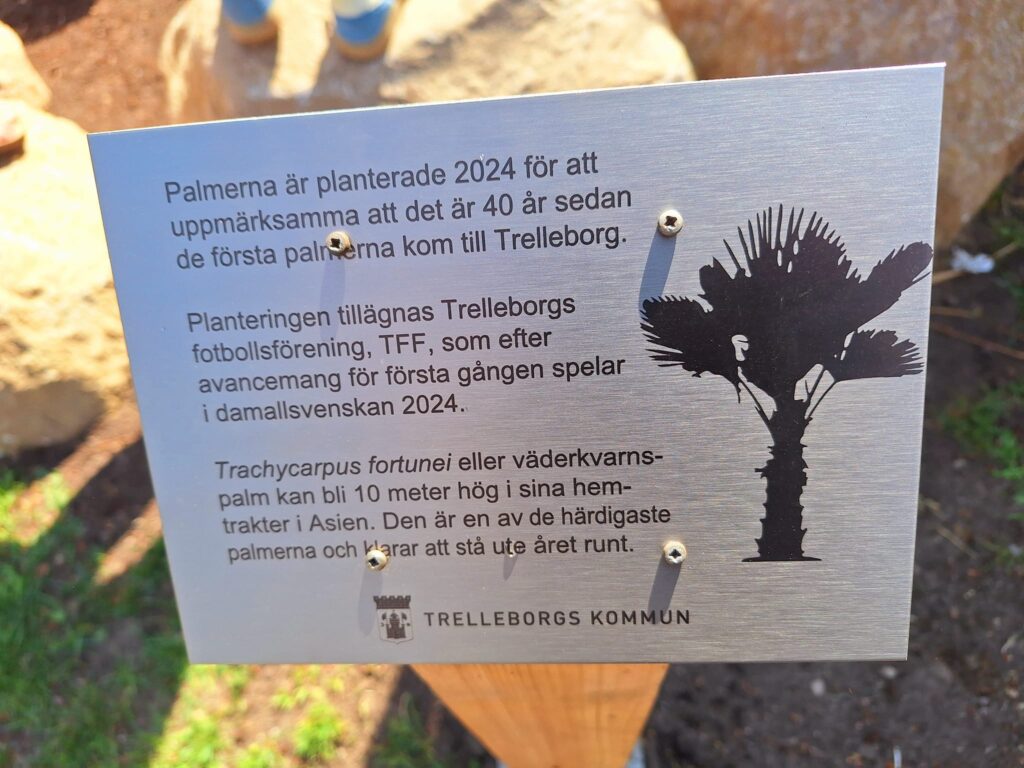 Palmerna är planterade 2024 för att
uppmärksamma att det är 40 år sedan
de första palmerna kom till Trelleborg.
Planteringen tillägnas Trelleborgs
fotbollsförening, TFF, som efter
avancemang för första gången spelar
i damallsvenskan 2024.
Trachycarpus fortunei eller väderkvarns-
palm kan bli 10 meter hög i sina hem-
trakter i Asien. Den är en av de härdigaste
palmerna och klarar att stå ute året runt.
TRELLEBORGS KOMMUN